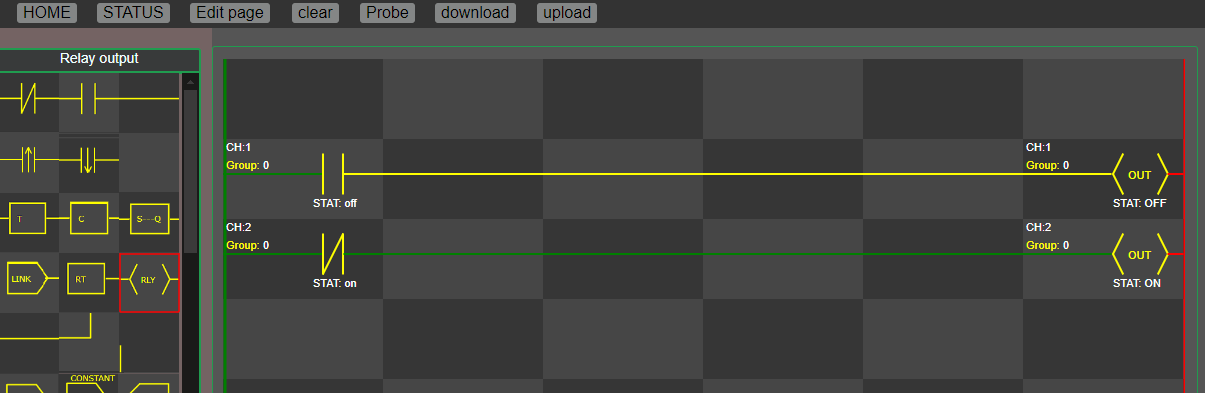 HOME STATUS Edit page clear Probe download upload
Relay output
T C S---Q
LINK RT RLY
CONSTANT
CH:1 CH:1
Group: 0 Group: 0
OUT
STAT: off STAT: OFF
CH:2 CH:2
Group: 0 Group: 0
OUT
STAT: on STAT: ON